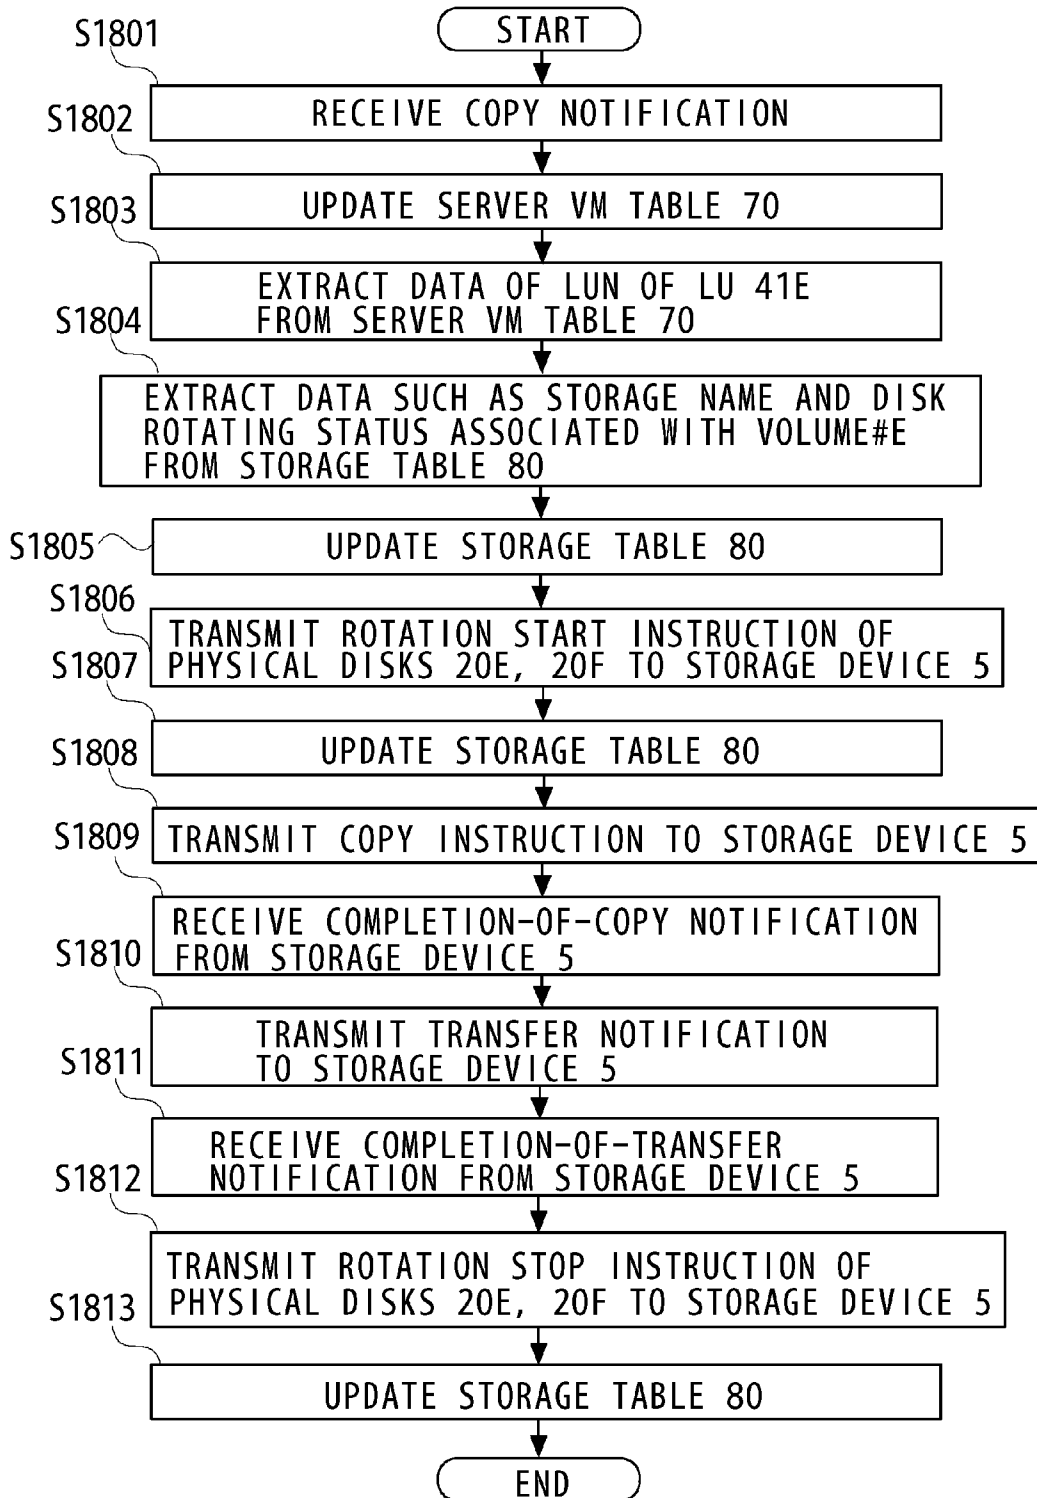 START
S1801
RECEIVE COPY NOTIFICATION
S1802
UPDATE SERVER VM TABLE 70
S1803
EXTRACT DATA OF LUN OF LU 41E
FROM SERVER VM TABLE 70
S1804
EXTRACT DATA SUCH AS STORAGE NAME AND DISK
ROTATING STATUS ASSOCIATED WITH VOLUME#E
FROM STORAGE TABLE 80
S1805
UPDATE STORAGE TABLE 80
S1806
TRANSMIT ROTATION START INSTRUCTION OF
PHYSICAL DISKS 20E, 20F TO STORAGE DEVICE 5
S1807
UPDATE STORAGE TABLE 80
S1808
TRANSMIT COPY INSTRUCTION TO STORAGE DEVICE 5
S1809
RECEIVE COMPLETION-OF-COPY NOTIFICATION
FROM STORAGE DEVICE 5
S1810
TRANSMIT TRANSFER NOTIFICATION
TO STORAGE DEVICE 5
S1811
RECEIVE COMPLETION-OF-TRANSFER
NOTIFICATION FROM STORAGE DEVICE 5
S1812
TRANSMIT ROTATION STOP INSTRUCTION OF
PHYSICAL DISKS 20E, 20F TO STORAGE DEVICE 5
S1813
UPDATE STORAGE TABLE 80
END